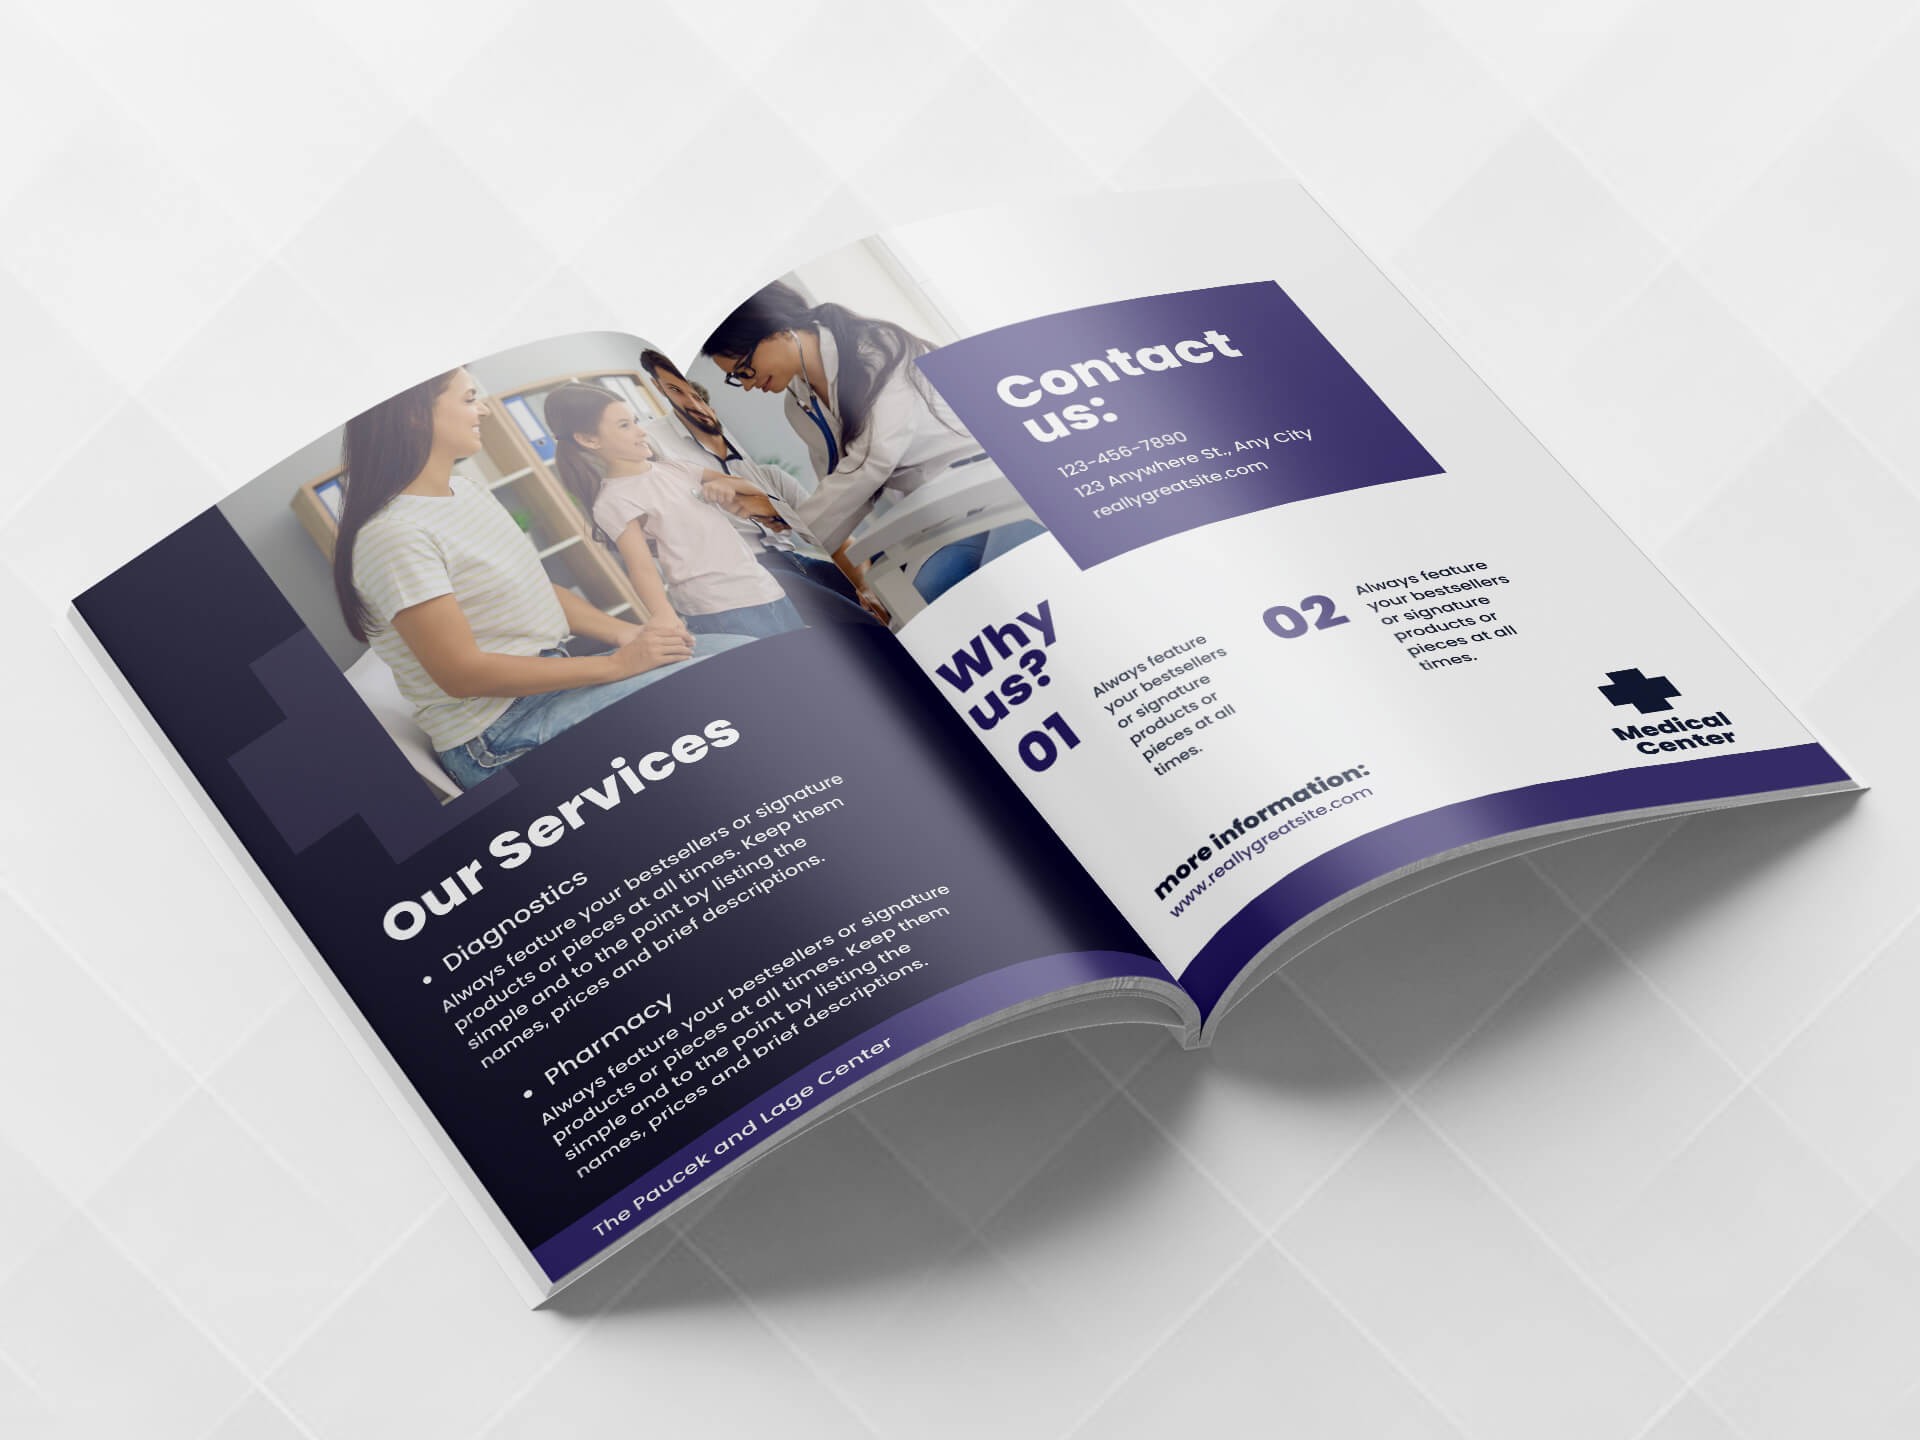 Our Services
• Diagnostics
Always feature your bestsellers or signature
products or pieces at all times. Keep them
simple and to the point by listing the
names, prices and brief descriptions.
• Pharmacy
Always feature your bestsellers or signature
products or pieces at all times. Keep them
simple and to the point by listing the
names, prices and brief descriptions.
The Paucek and Lage Center
Contact
us:
123-456-7890
123 Anywhere St., Any City
reallygreatsite.com
Why
us?
01
Always feature
your bestsellers
or signature
products or
pieces at all
times.
02
Always feature
your bestsellers
or signature
products or
pieces at all
times.
more information:
www.reallygreatsite.com
Medical
Center